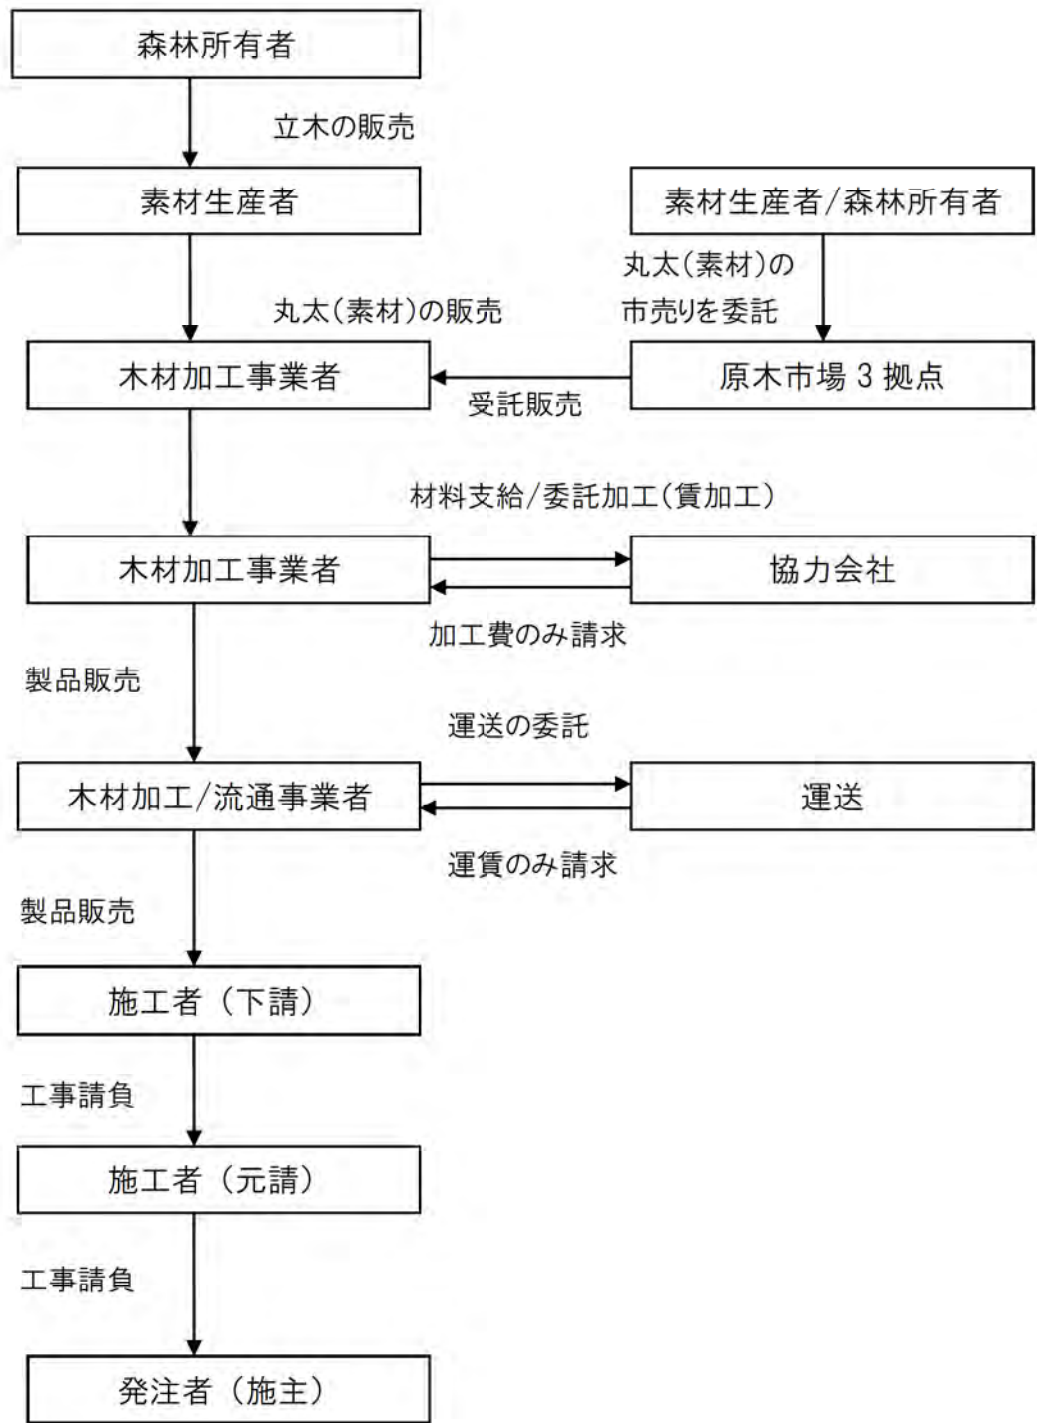 森林所有者
立木の販売
素材生産者
素材生産者/森林所有者
丸太(素材)の
市売りを委託
丸太(素材)の販売
木材加工事業者
原木市場 3 拠点
受託販売
材料支給/委託加工(賃加工)
木材加工事業者
協力会社
加工費のみ請求
製品販売
運送の委託
木材加工/流通事業者
運送
運賃のみ請求
製品販売
施工者（下請）
工事請負
施工者（元請）
工事請負
発注者（施主）